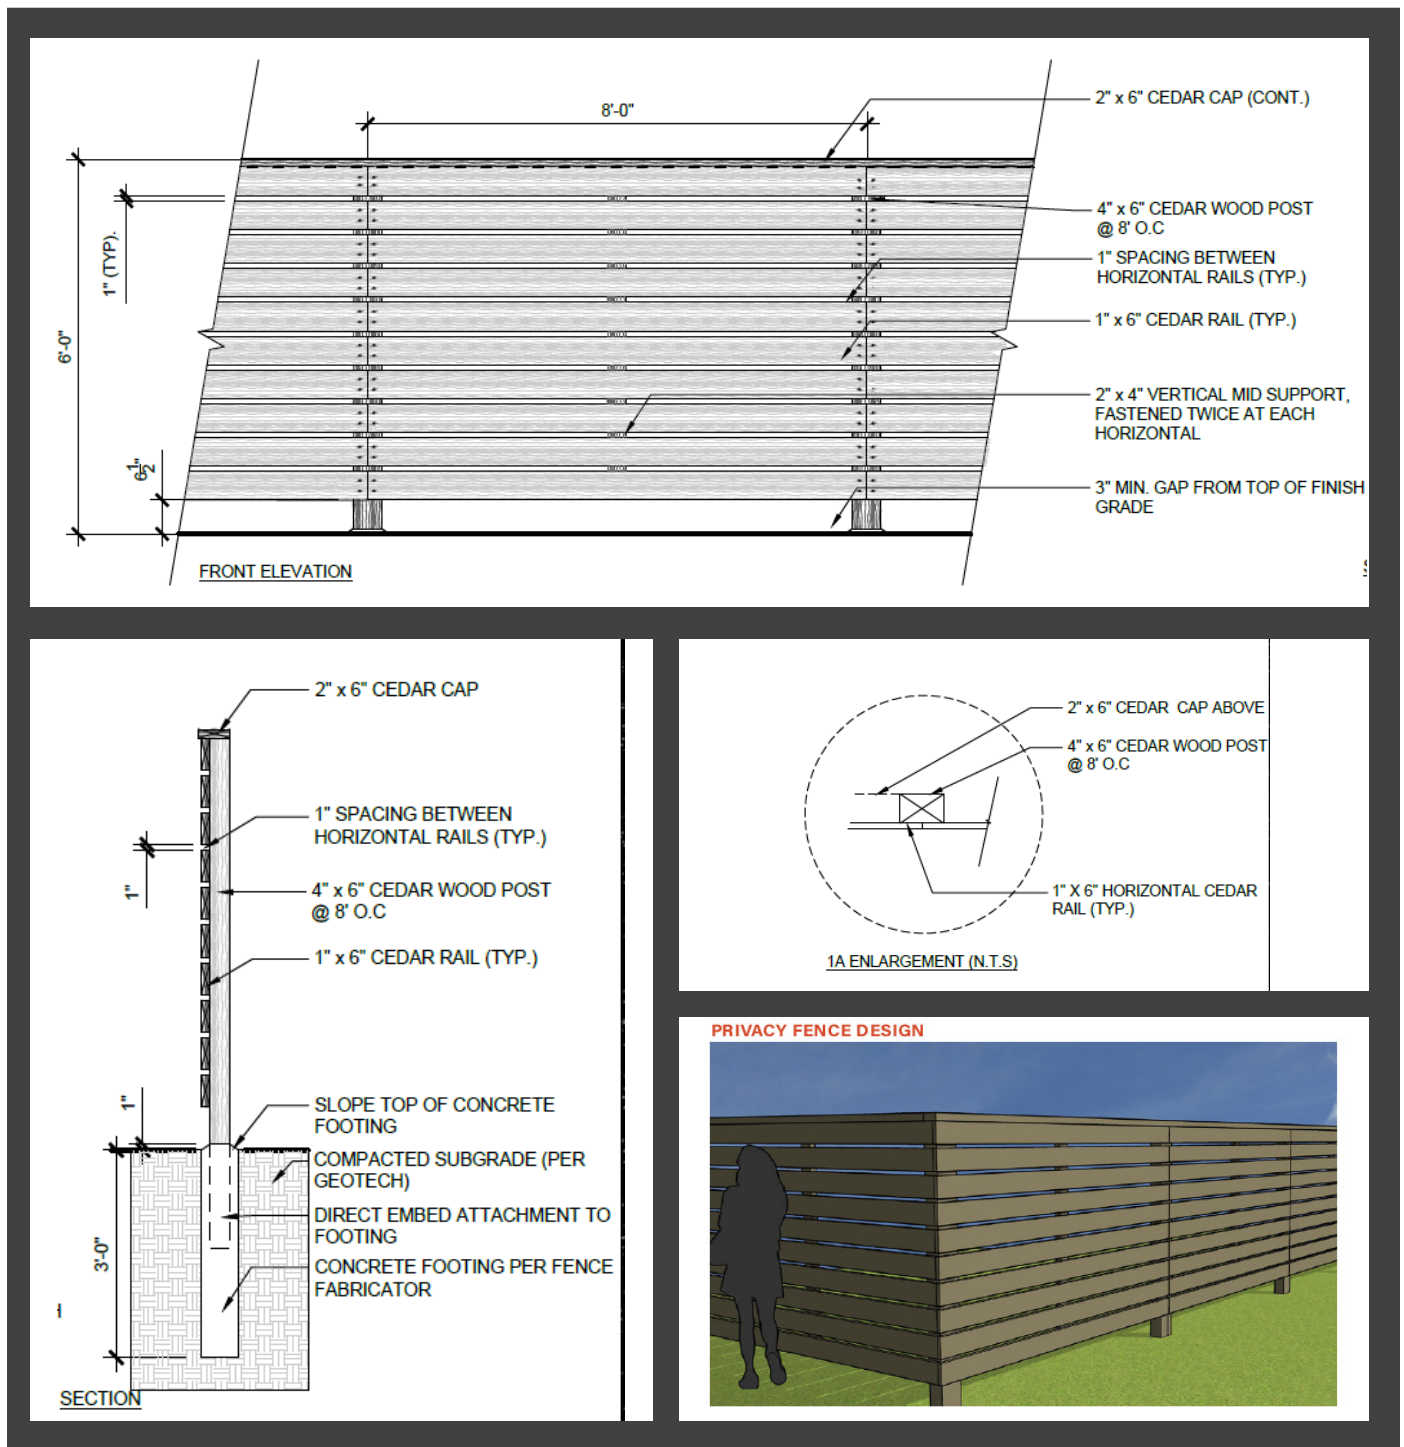 8'-0"
2" x 6" CEDAR CAP (CONT.)
4" x 6" CEDAR WOOD POST
@ 8' O.C
1" SPACING BETWEEN
HORIZONTAL RAILS (TYP.)
1" x 6" CEDAR RAIL (TYP.)
2" x 4" VERTICAL MID SUPPORT,
FASTENED TWICE AT EACH
HORIZONTAL
3" MIN. GAP FROM TOP OF FINISH
GRADE
1" (TYP).
6'-0"
6 1/2"
FRONT ELEVATION
2" x 6" CEDAR CAP
1" SPACING BETWEEN
HORIZONTAL RAILS (TYP.)
1"
4" x 6" CEDAR WOOD POST
@ 8' O.C
1" x 6" CEDAR RAIL (TYP.)
1"
SLOPE TOP OF CONCRETE
FOOTING
COMPACTED SUBGRADE (PER
GEOTECH)
DIRECT EMBED ATTACHMENT TO
FOOTING
3'-0"
CONCRETE FOOTING PER FENCE
FABRICATOR
SECTION
2" x 6" CEDAR CAP ABOVE
4" x 6" CEDAR WOOD POST
@ 8' O.C
1" X 6" HORIZONTAL CEDAR
RAIL (TYP.)
1A ENLARGEMENT (N.T.S)
PRIVACY FENCE DESIGN